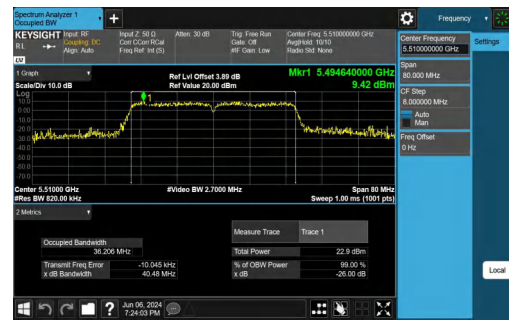 Spectrum Analyzer 1
Occupied BW
Frequency
KEYSIGHT
RL
LVI
Input: RF
Coupling: DC
Align: Auto
Input Z: 50 Ω
Corr CCorr RCal
Freq Ref: Int (S)
Atten: 30 dB
Trig: Free Run
Gate: Off
#IF Gain: Low
Center Freq: 5.510000000 GHz
Avg|Hold: 10/10
Radio Std: None
Center Frequency
5.510000000 GHz
Settings
Span
80.000 MHz
CF Step
8.000000 MHz
Auto
Man
Freq Offset
0 Hz
Local
1 Graph
Scale/Div 10.0 dB
Ref Lvl Offset 3.89 dB
Ref Value 20.00 dBm
Mkr1 5.494640000 GHz
9.42 dBm
Log
1
10.0
0.00
-10.0
-20.0
-30.0
-40.0
-50.0
-60.0
-70.0
Center 5.51000 GHz
#Video BW 2.7000 MHz
Span 80 MHz
#Res BW 820.00 kHz
Sweep 1.00 ms (1001 pts)
2 Metrics
Measure Trace
Trace 1
Occupied Bandwidth
36.206 MHz
Total Power
22.9 dBm
Transmit Freq Error
-10.045 kHz
% of OBW Power
99.00 %
x dB Bandwidth
40.48 MHz
x dB
-26.00 dB
?
Jun 06, 2024
7:24:03 PM